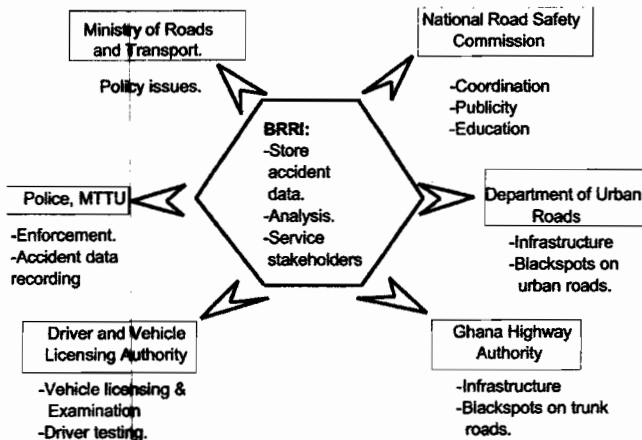 Ministry of Roads
and Transport.
Policy issues.
National Road Safety
Commission
-Coordination
-Publicity
-Education
BRRI:
-Store
accident
data.
-Analysis.
-Service
stakeholders
Police, MTTU
-Enforcement.
-Accident data
recording
Department of Urban
Roads
-Infrastructure
-Blackspots on
urban roads.
Driver and Vehicle
Licensing Authority
-Vehicle licensing &
Examination
-Driver testing.
Ghana Highway
Authority
-Infrastructure
-Blackspots on trunk
roads.